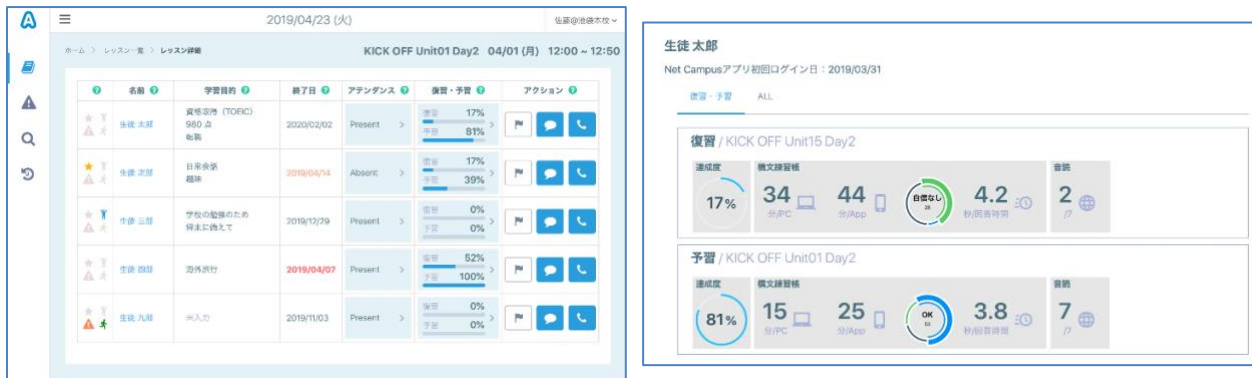 2019/04/23 (火)
佐藤@池袋本校
ホーム > レッスン一覧 > レッスン詳細
KICK OFF Unit01 Day2 04/01 (月) 12:00 ~ 12:50
名前 学習目的 終了日 アテンダンス 復習・予習 アクション
生徒 太郎
資格取得 (TOEIC)
960 点
転職
2020/02/02 Present
復習 17%
予習 81%
生徒 次郎
日常会話
趣味
2019/04/14 Absent
復習 17%
予習 39%
生徒 三郎
学校の勉強のため
将来に備えて
2019/12/29 Present
復習 0%
予習 0%
生徒 四郎 海外旅行 2019/04/07 Present
復習 52%
予習 100%
生徒 九郎 未入力 2019/11/03 Present
復習 0%
予習 0%
生徒 太郎
Net Campusアプリ初回ログイン日：2019/03/31
復習・予習 ALL
復習 / KICK OFF Unit15 Day2
達成度 構文練習帳 音読
17% 34 分/PC 44 分/App 自信なし 4.2 秒/回答時間 2 /7
予習 / KICK OFF Unit01 Day2
達成度 構文練習帳 音読
81% 15 分/PC 25 分/App OK 3.8 秒/回答時間 7 /7